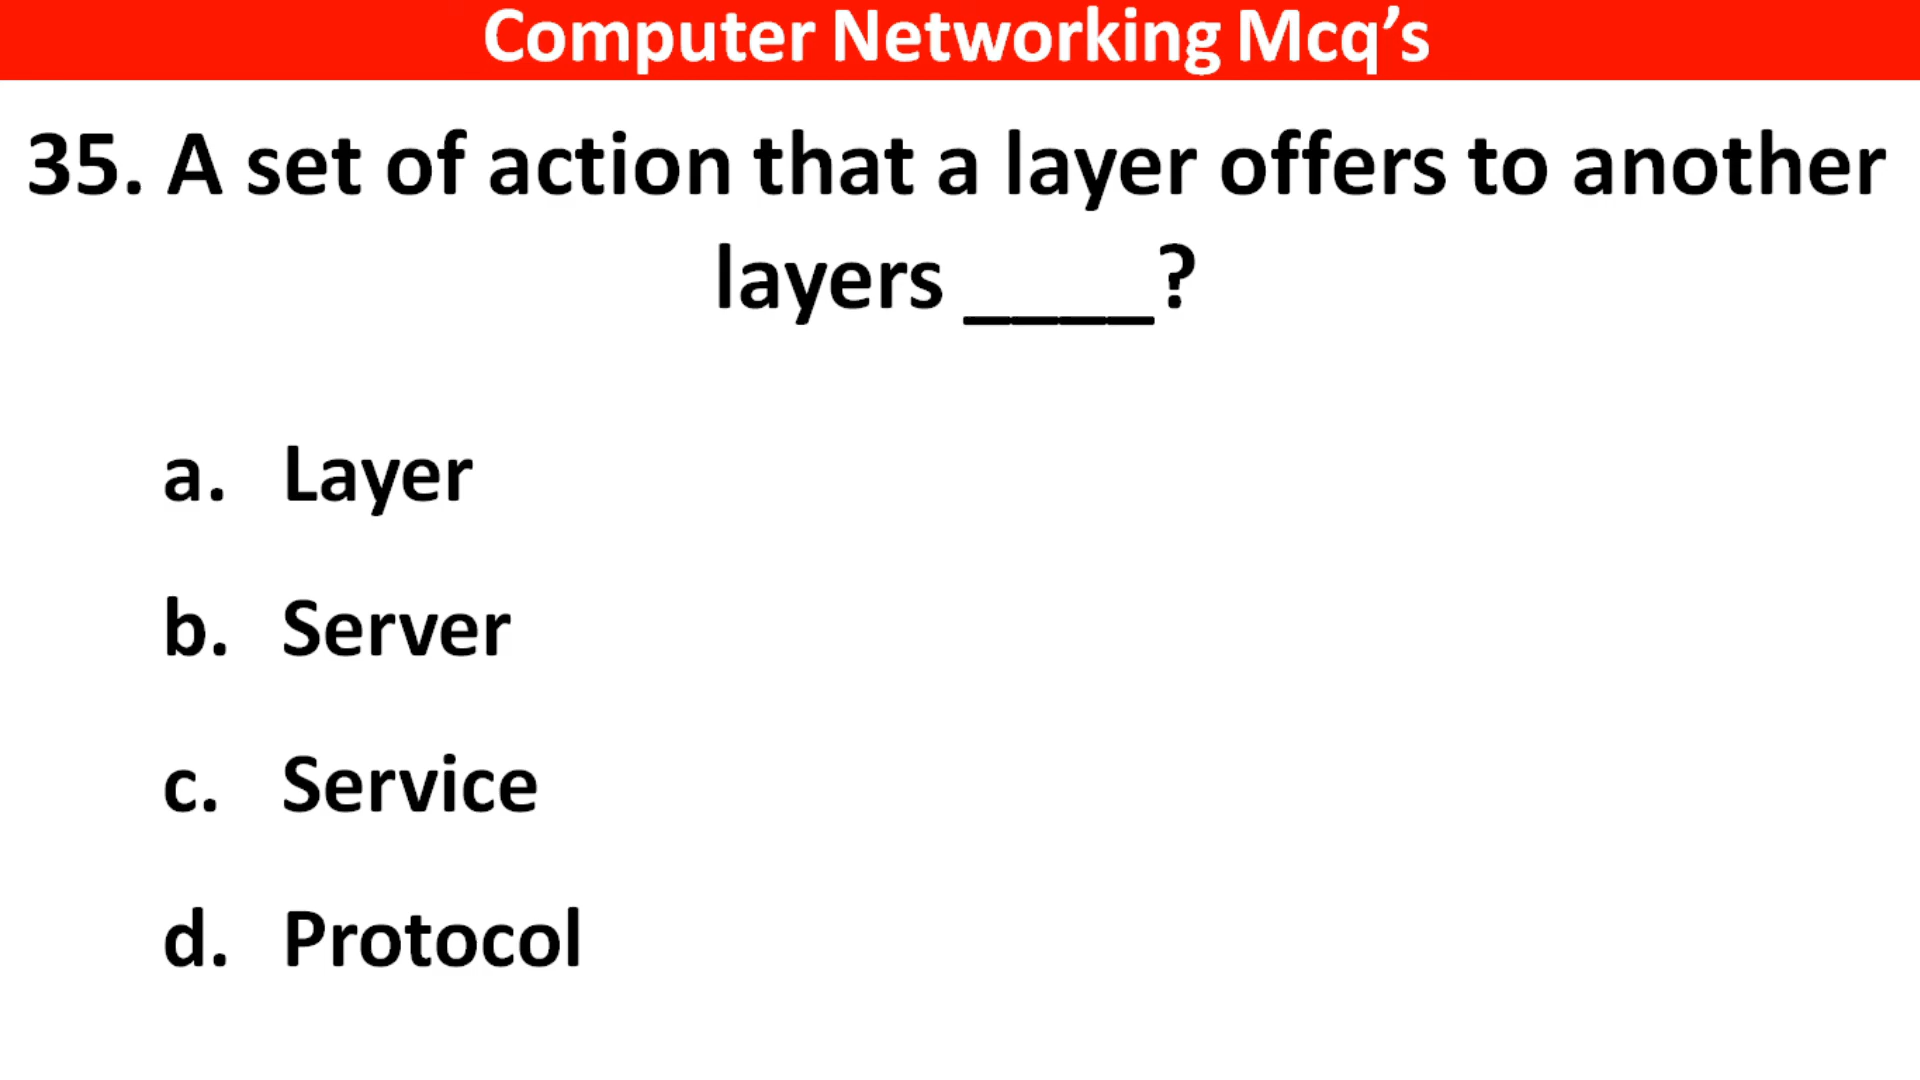 Computer Networking Mcq’s
35. A set of action that a layer offers to another
layers ____?
a. Layer
b. Server
c. Service
d. Protocol